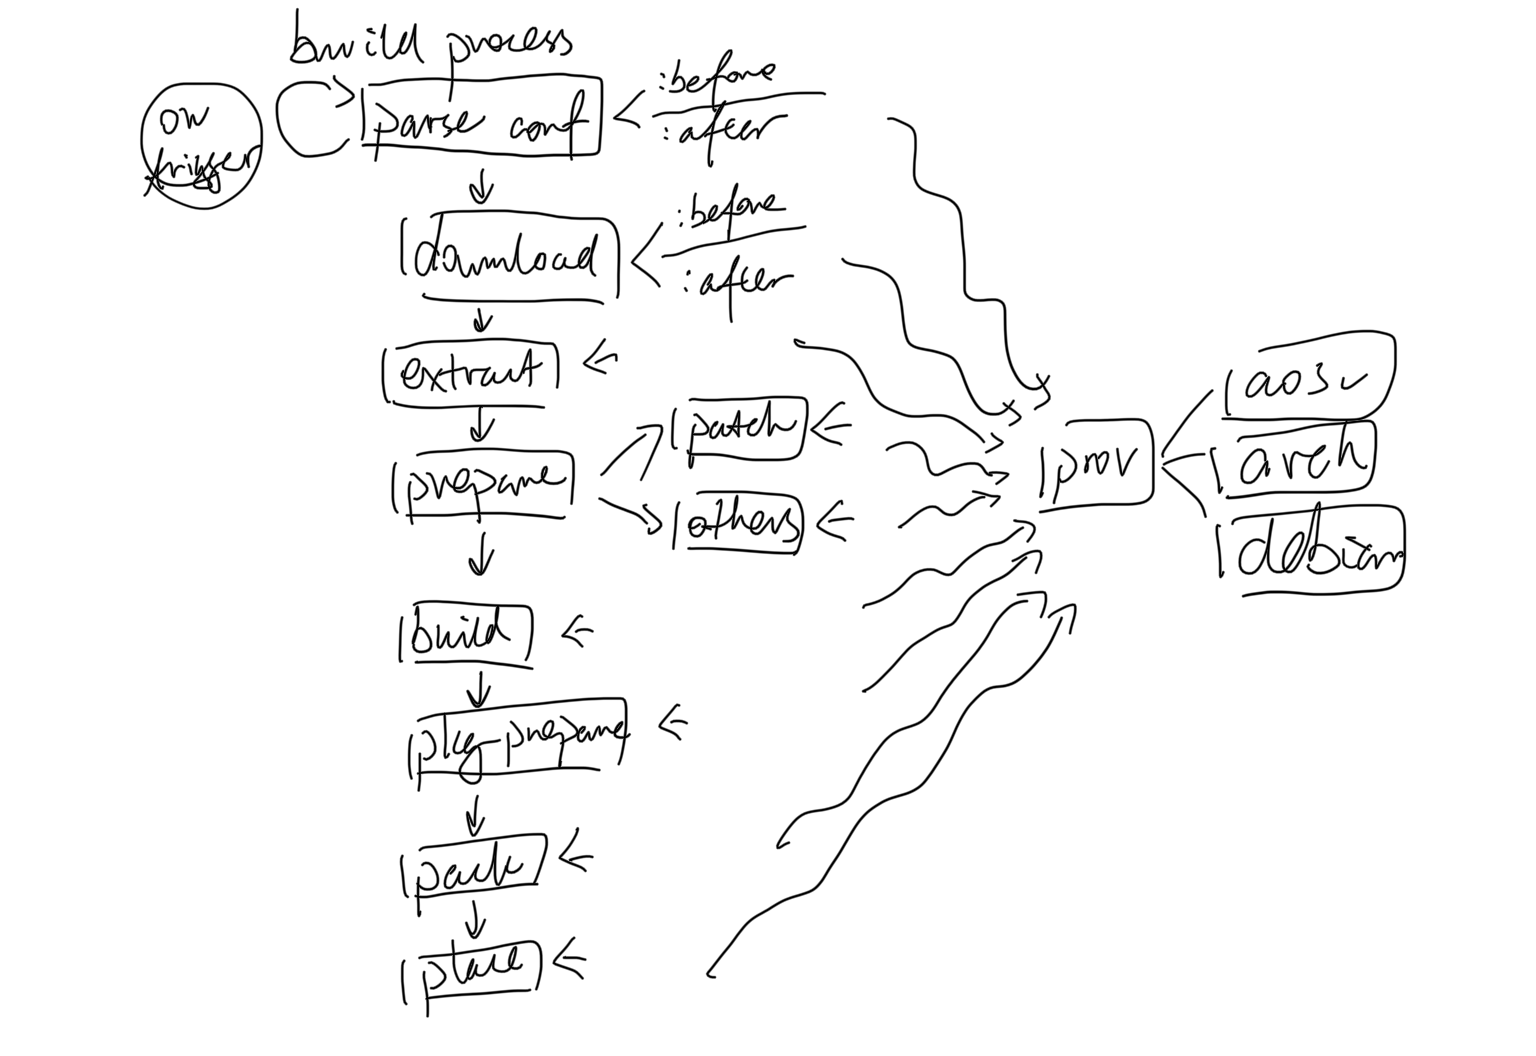 build process
on
trigger
parse conf
:before
:after
download
:before
:after
extract
prepare
patch
others
build
pkg-prepare
pack
place
prov
aosc
arch
debian